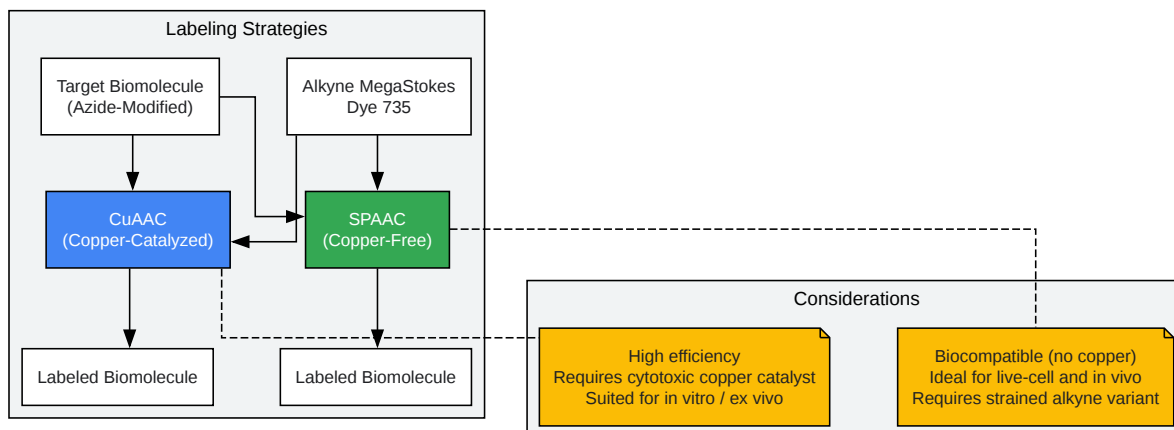 Labeling Strategies
Target Biomolecule
(Azide-Modified)
Alkyne MegaStokes
Dye 735
CuAAC
(Copper-Catalyzed)
SPAAC
(Copper-Free)
Labeled Biomolecule
Labeled Biomolecule
Considerations
High efficiency
Requires cytotoxic copper catalyst
Suited for in vitro / ex vivo
Biocompatible (no copper)
Ideal for live-cell and in vivo
Requires strained alkyne variant